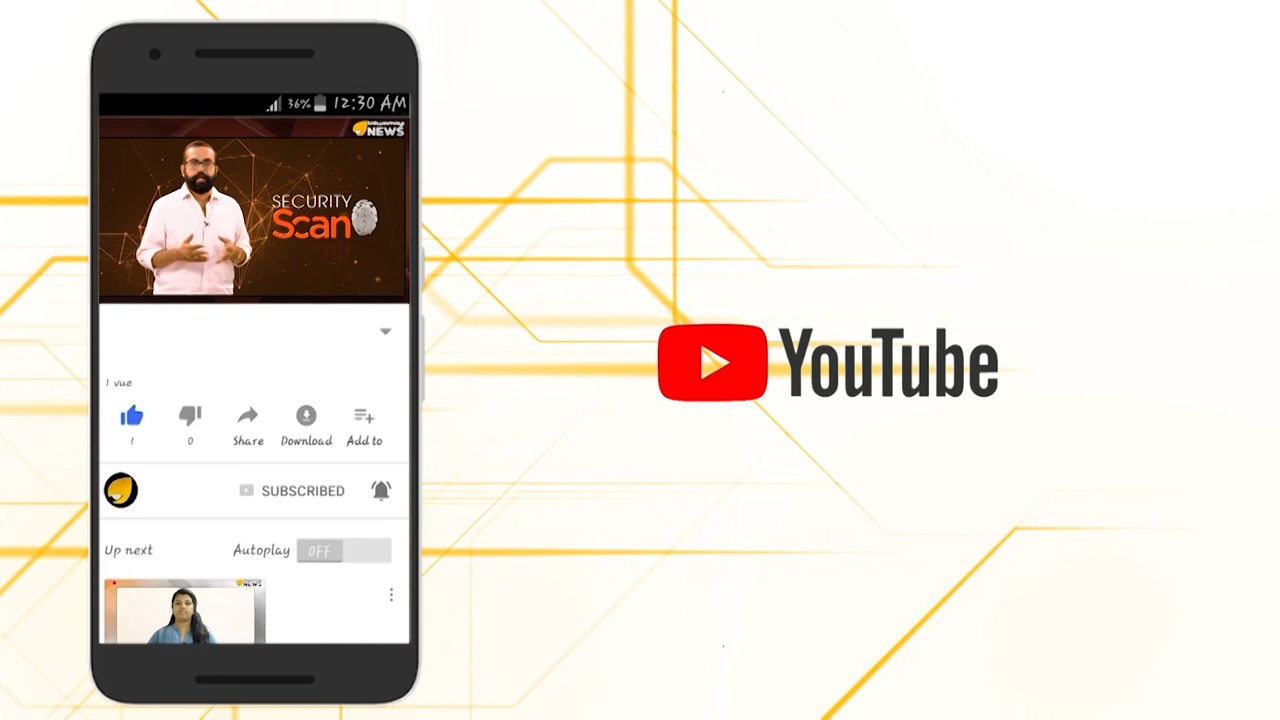 36% 12:30 AM
NEWS
SECURITY
Scan
1 vue
1 0 Share Download Add to
SUBSCRIBED
Up next Autoplay OFF
NEWS
YouTube